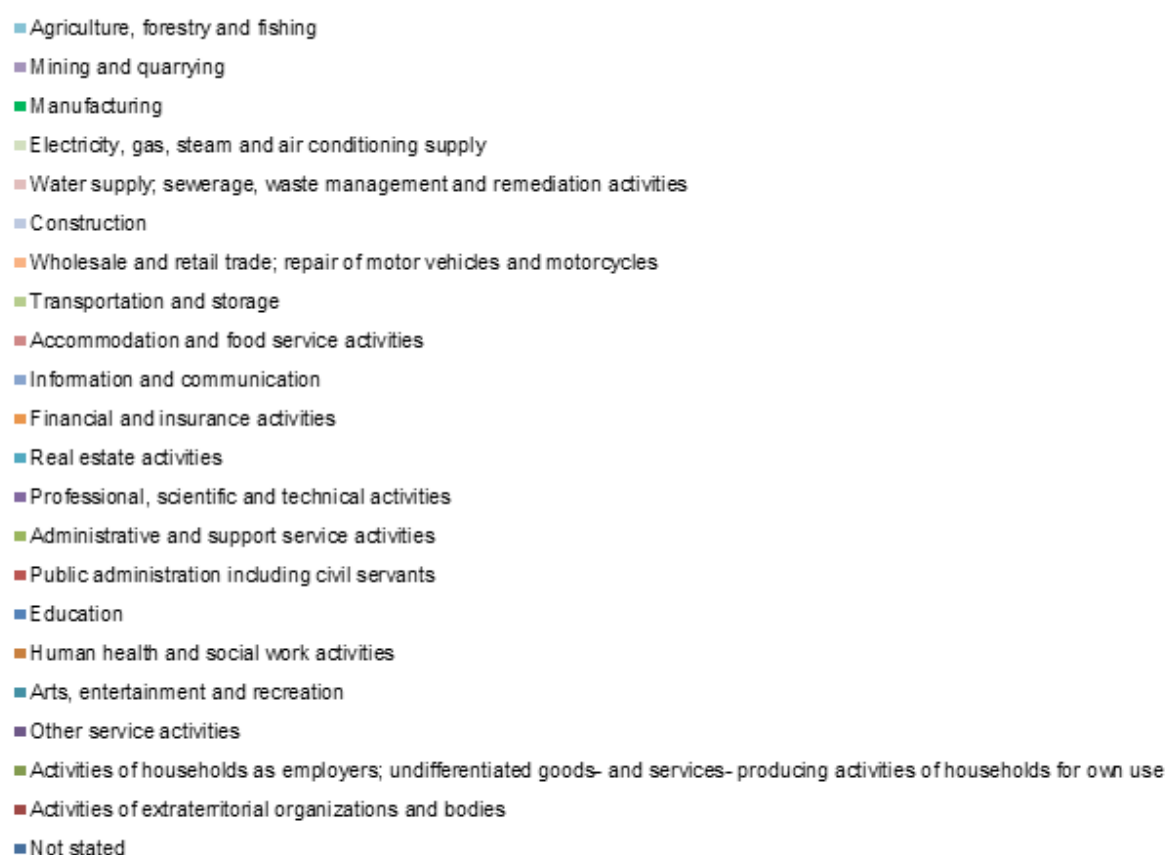 Agriculture, forestry and fishing
Mining and quarrying
Manufacturing
Electricity, gas, steam and air conditioning supply
Water supply; sewerage, waste management and remediation activities
Construction
Wholesale and retail trade; repair of motor vehicles and motorcycles
Transportation and storage
Accommodation and food service activities
Information and communication
Financial and insurance activities
Real estate activities
Professional, scientific and technical activities
Administrative and support service activities
Public administration including civil servants
Education
Human health and social work activities
Arts, entertainment and recreation
Other service activities
Activities of households as employers; undifferentiated goods- and services- producing activities of households for own use
Activities of extraterritorial organizations and bodies
Not stated